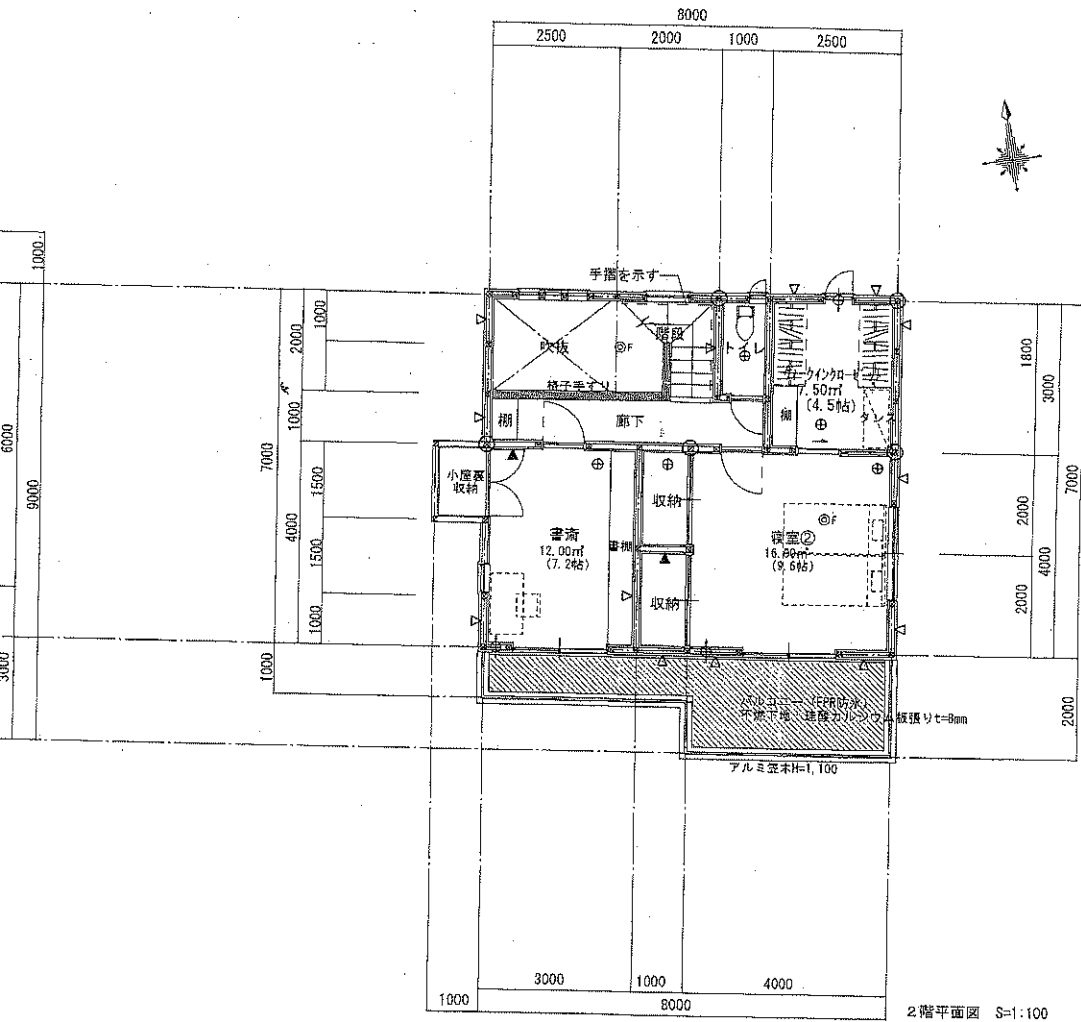 8000
2500 2000 1000 2500
手摺を示す
階段
吹抜
F
トイレ
格子手すり
ウォークインクローゼット
7.50㎡
(4.5帖)
棚
タンス
棚
廊下
小屋裏
収納
収納
書斎
12.00㎡
(7.2帖)
書棚
収納
F
寝室②
16.00㎡
(9.6帖)
バルコニー (FPR防水)
不燃下地:珪酸カルシウム板張りt=8mm
アルミ笠木H=1,100
1000
6000
9000
3000
1000
2000
1000
7000
1500
4000
1500
1000
1000
1800
3000
2000
7000
4000
2000
2000
3000 1000 4000
1000 8000
2階平面図 S=1:100